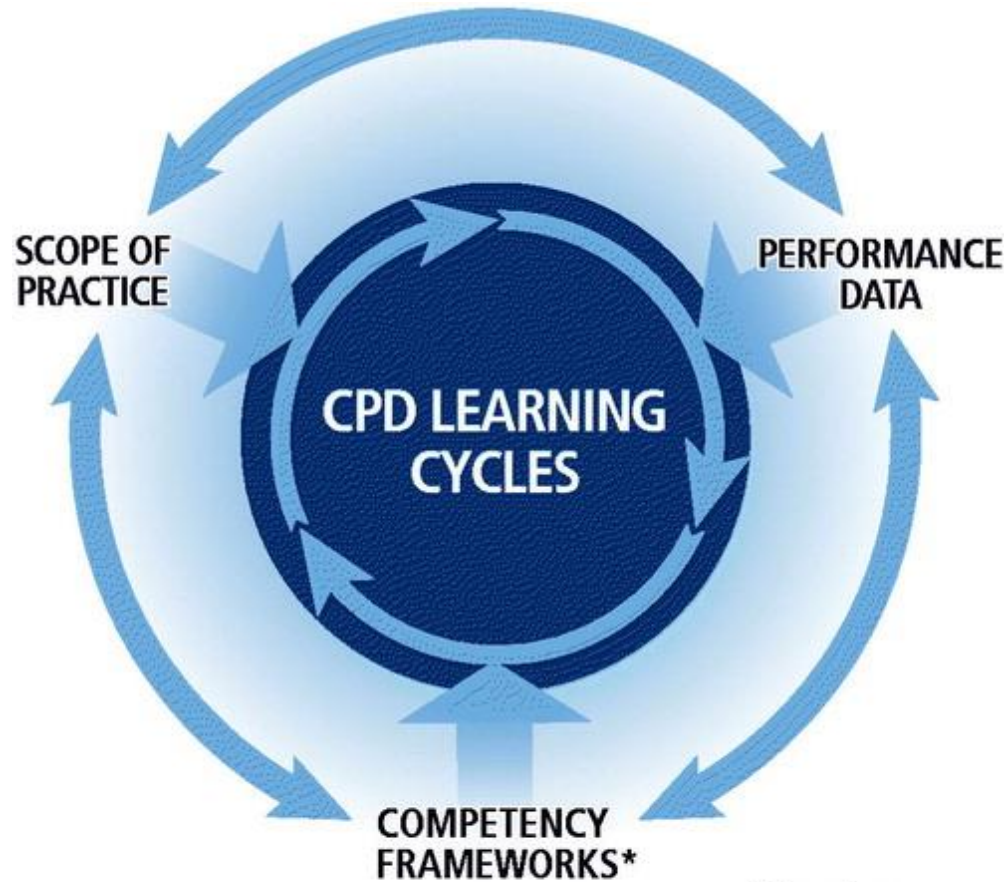 SCOPE OF
PRACTICE
PERFORMANCE
DATA
CPD LEARNING
CYCLES
COMPETENCY
FRAMEWORKS*